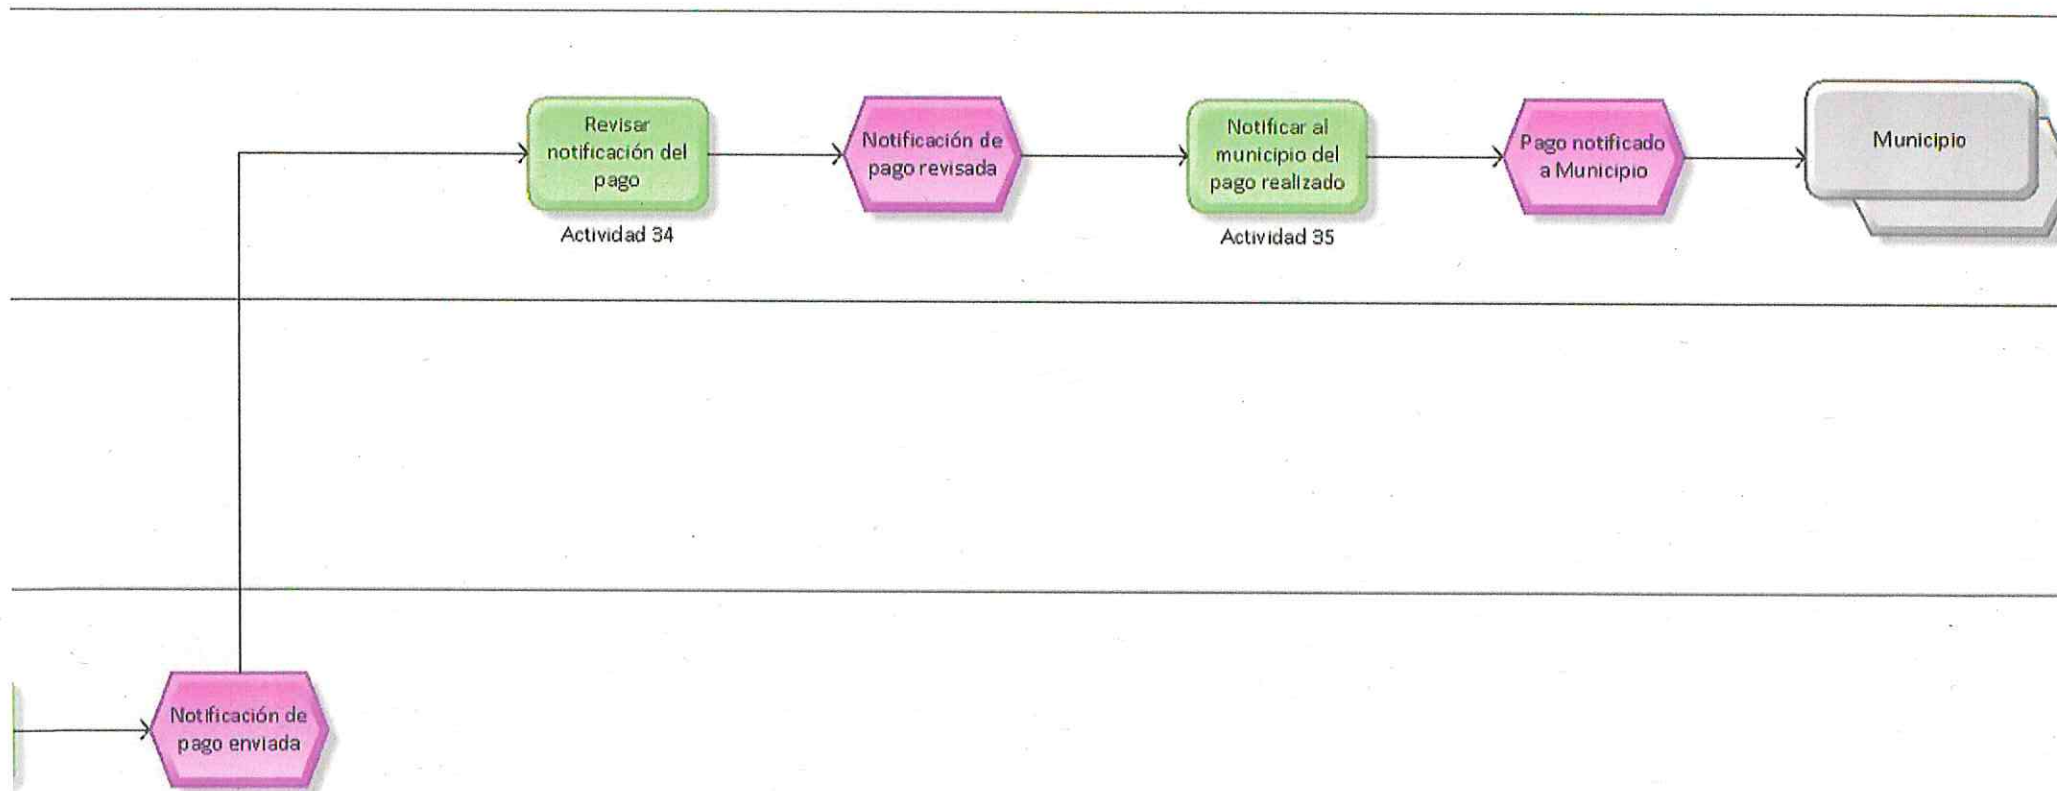 Revisar
notificación del
pago
Actividad 34
Notificación de
pago revisada
Notificar al
municipio del
pago realizado
Actividad 35
Pago notificado
a Municipio
Municipio
Notificación de
pago enviada